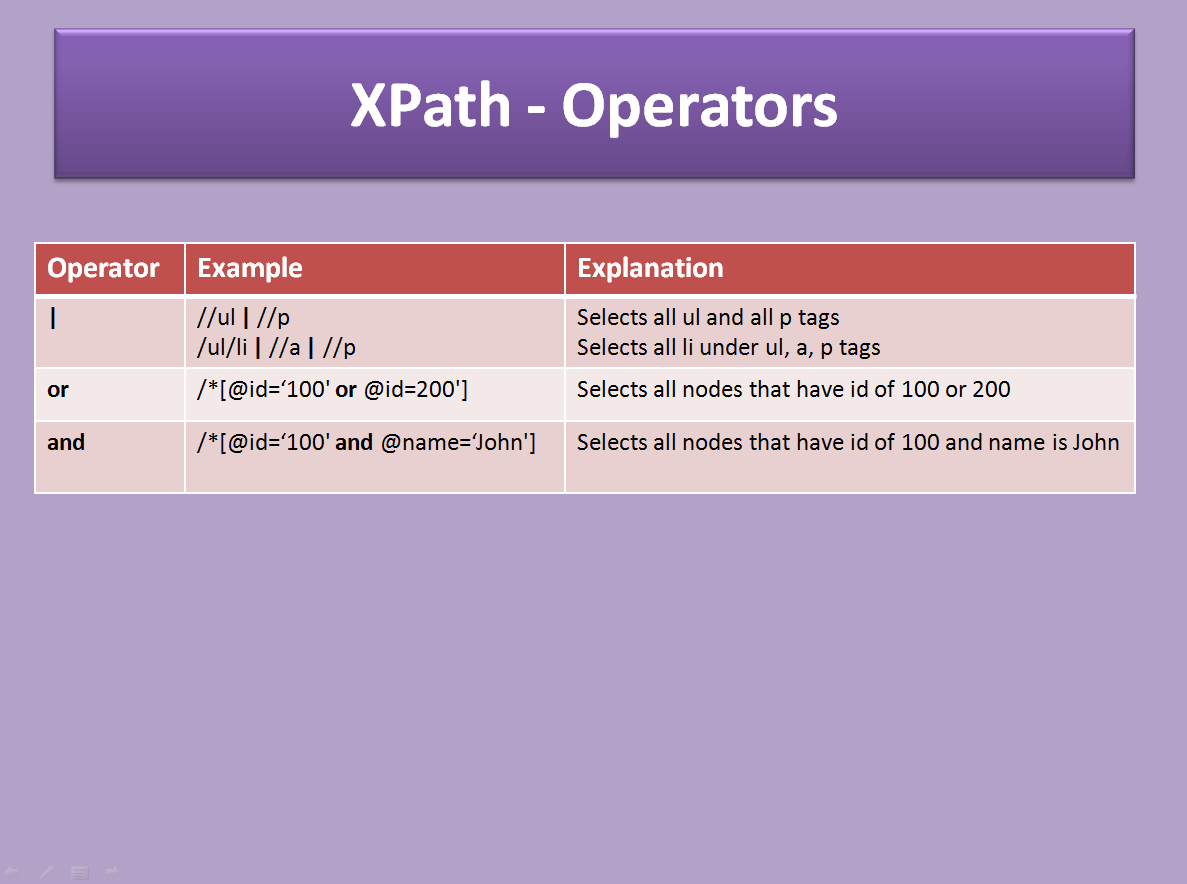 XPath - Operators
Operator Example Explanation
| //ul | //p Selects all ul and all p tags
/ul/li | //a | //p Selects all li under ul, a, p tags
or /*[@id=‘100' or @id=200'] Selects all nodes that have id of 100 or 200
and /*[@id=‘100' and @name=‘John'] Selects all nodes that have id of 100 and name is John